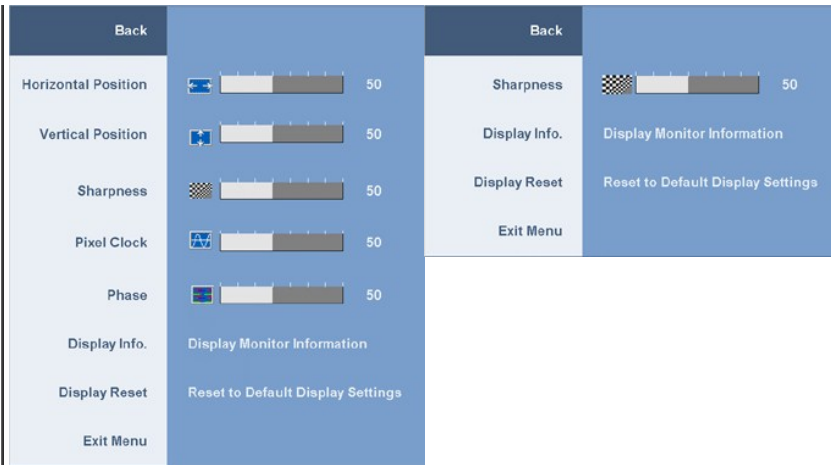 Back
Horizontal Position 50
Vertical Position 50
Sharpness 50
Pixel Clock 50
Phase 50
Display Info. Display Monitor Information
Display Reset Reset to Default Display Settings
Exit Menu
Back
Sharpness 50
Display Info. Display Monitor Information
Display Reset Reset to Default Display Settings
Exit Menu